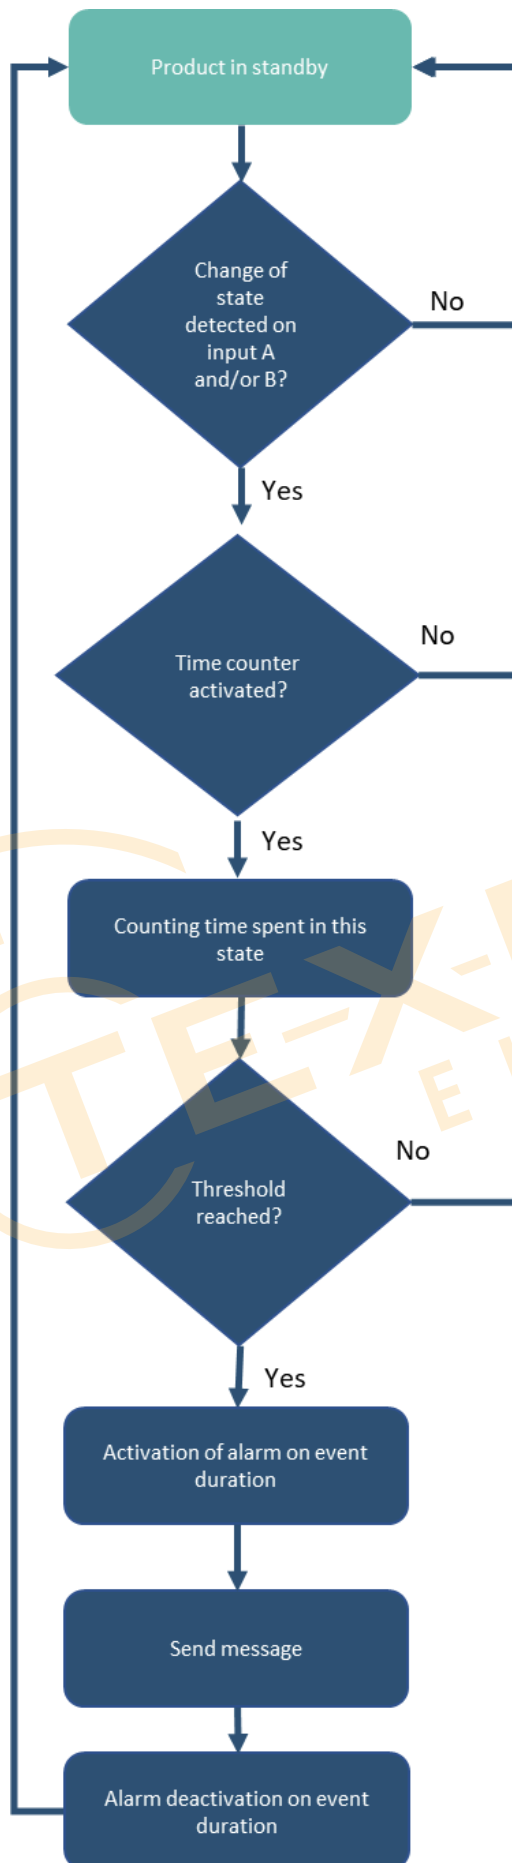 Product in standby
Change of
state
detected on
input A
and/or B?
No
Yes
Time counter
activated?
No
Yes
Counting time spent in this
state
Threshold
reached?
No
Yes
Activation of alarm on event
duration
Send message
Alarm deactivation on event
duration